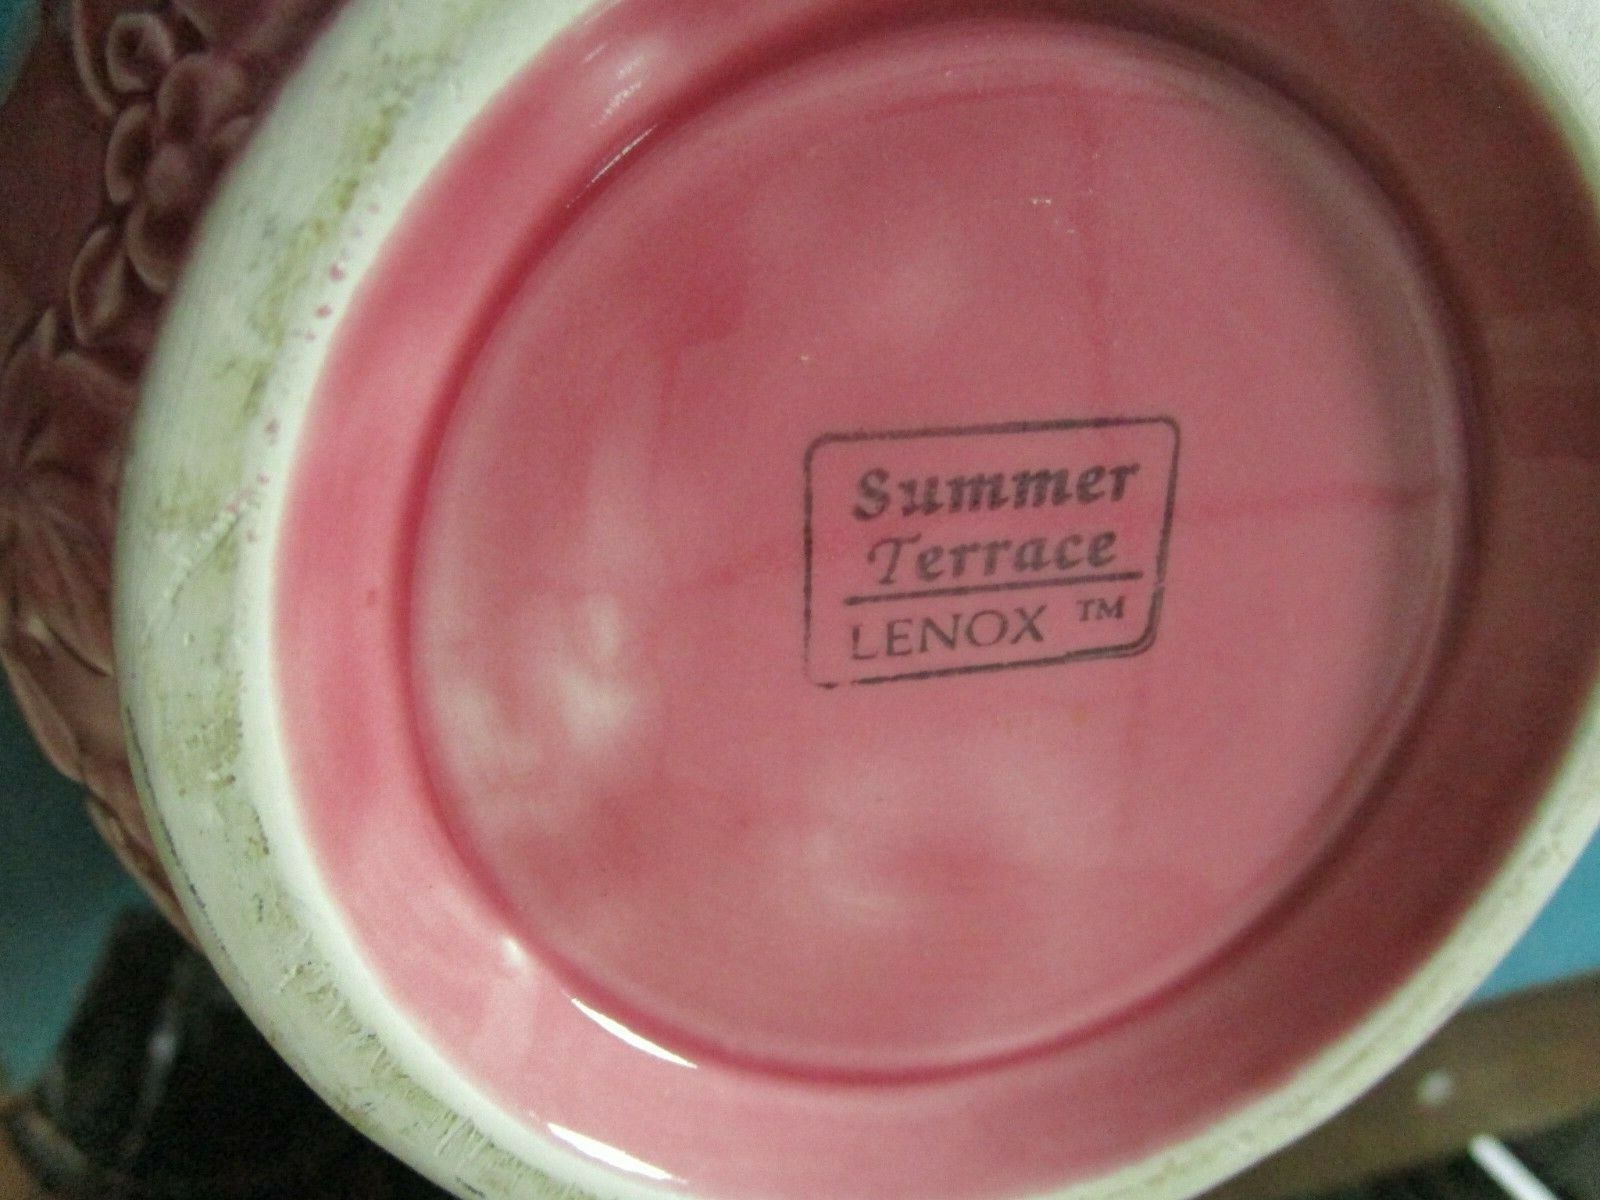 Summer
Terrace
LENOX ™